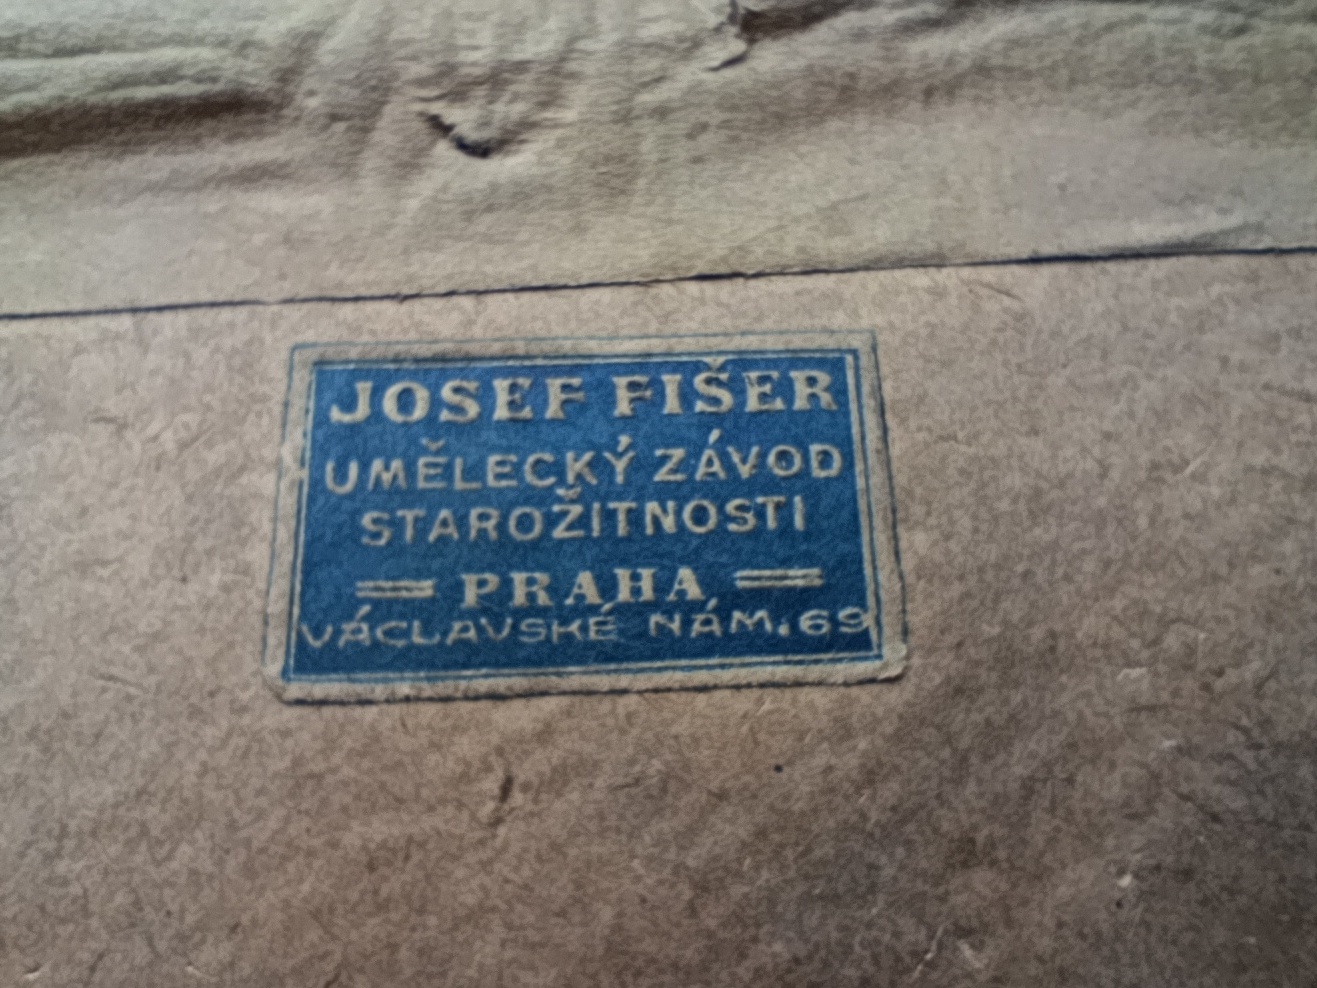 JOSEF FIŠER
UMĚLECKÝ ZÁVOD
STAROŽITNOSTI
PRAHA
VÁCLAVSKÉ NÁM. 69